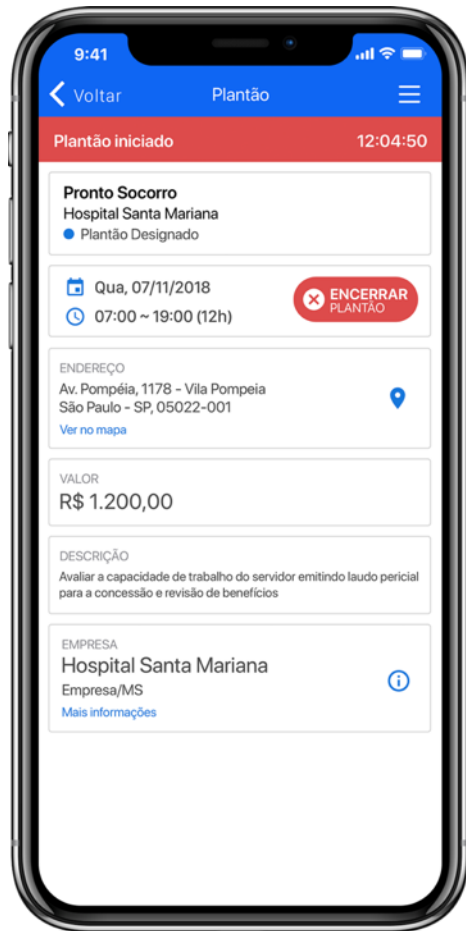 9:41
Voltar
Plantão
Plantão iniciado
12:04:50
Pronto Socorro
Hospital Santa Mariana
Plantão Designado
Qua, 07/11/2018
07:00 ~ 19:00 (12h)
ENCERRAR
PLANTÃO
ENDEREÇO
Av. Pompéia, 1178 - Vila Pompeia
São Paulo - SP, 05022-001
Ver no mapa
VALOR
R$ 1.200,00
DESCRIÇÃO
Avaliar a capacidade de trabalho do servidor emitindo laudo pericial
para a concessão e revisão de benefícios
EMPRESA
Hospital Santa Mariana
Empresa/MS
Mais informações